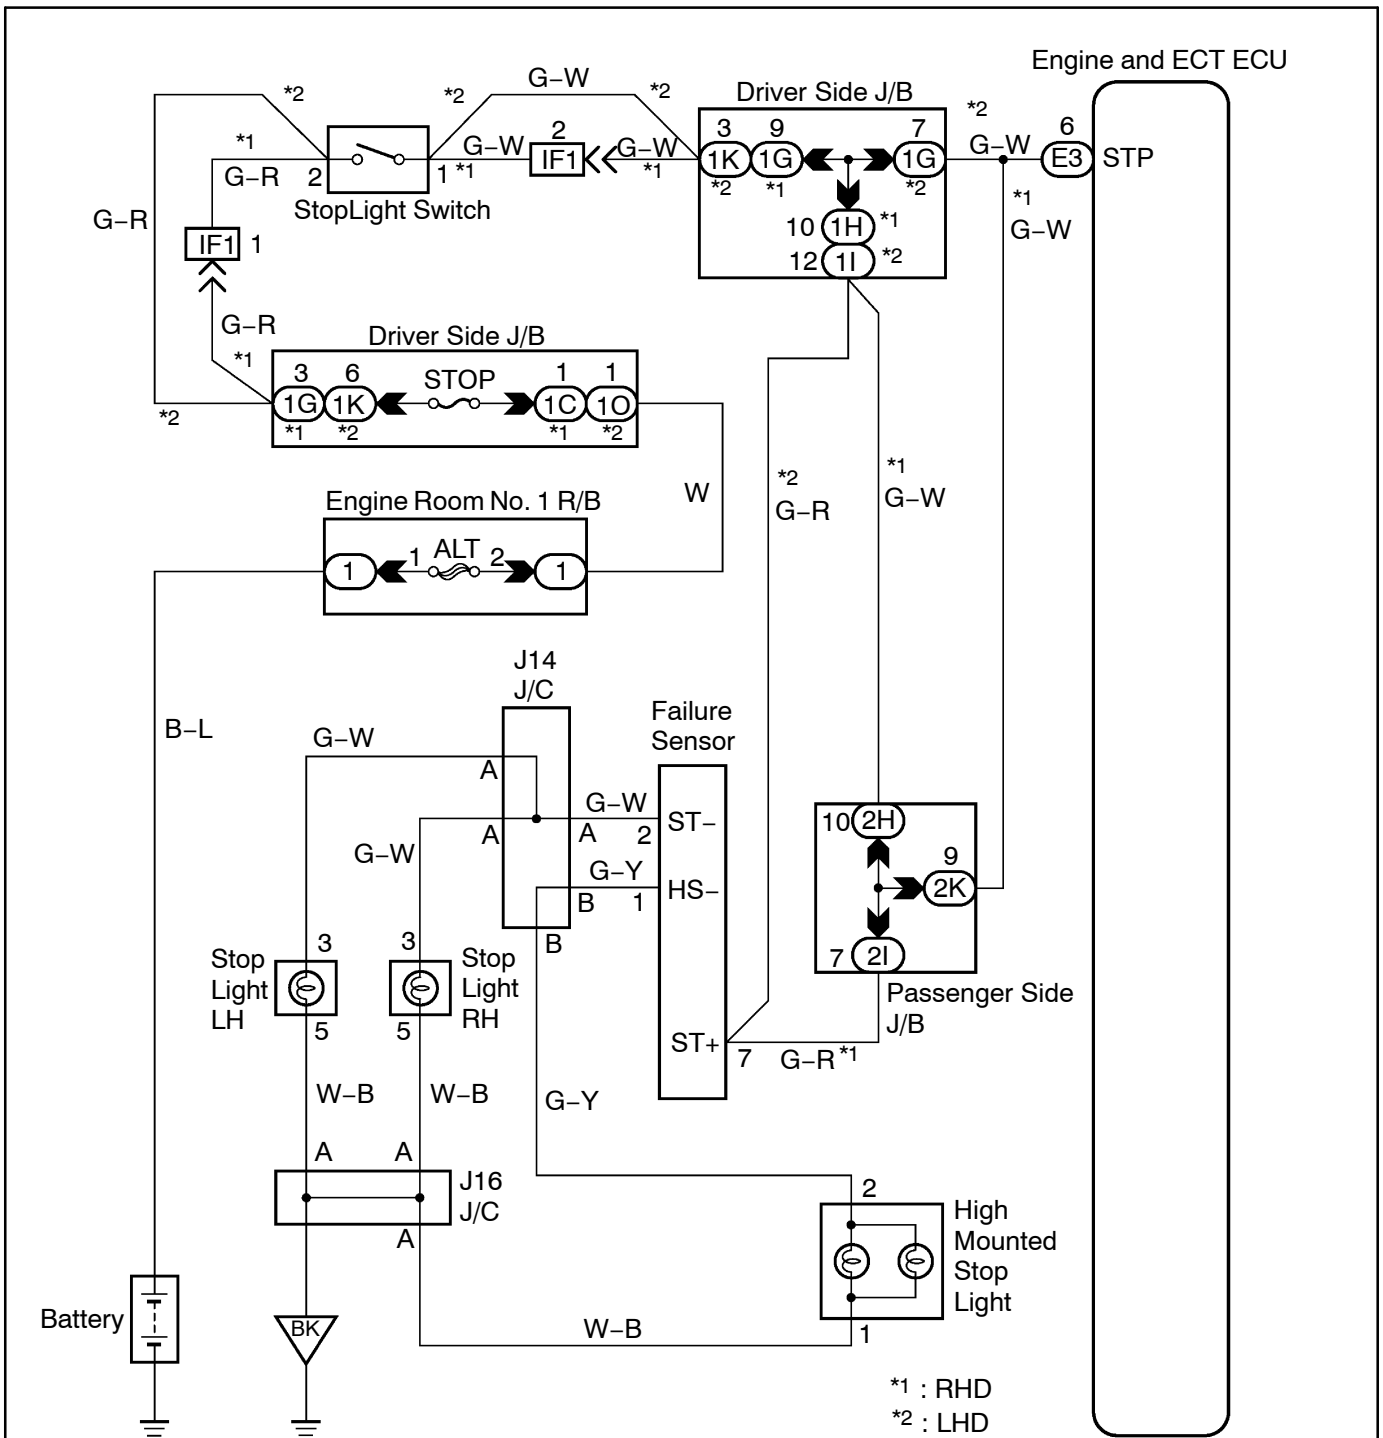 Engine and ECT ECU
G–W
*2
*2
*2
Driver Side J/B
*2
*1
G–R
2
StopLight Switch
1
*1
G–W
2
IF1
G–W
*1
3
9
7
1K
1G
1G
*2
*1
*2
10
1H
*1
12
1I
*2
G–W
6
E3
STP
*1
G–W
G–R
IF1
1
G–R
*1
*2
Driver Side J/B
3
6
STOP
1
1
1G
1K
1C
1O
*1
*2
*1
*2
W
*2
G–R
*1
G–W
Engine Room No. 1 R/B
1
1
ALT
2
1
B–L
J14
J/C
Failure
Sensor
G–W
A
G–W
A
A
G–W
2
ST–
G–Y
B
1
HS–
B
10
2H
9
2K
7
2I
Passenger Side
J/B
Stop
Light
LH
3
5
3
5
Stop
Light
RH
ST+
7
G–R
*1
W–B
W–B
G–Y
A
A
J16
J/C
A
2
High
Mounted
Stop
Light
1
Battery
BK
W–B
*1 : RHD
*2 : LHD